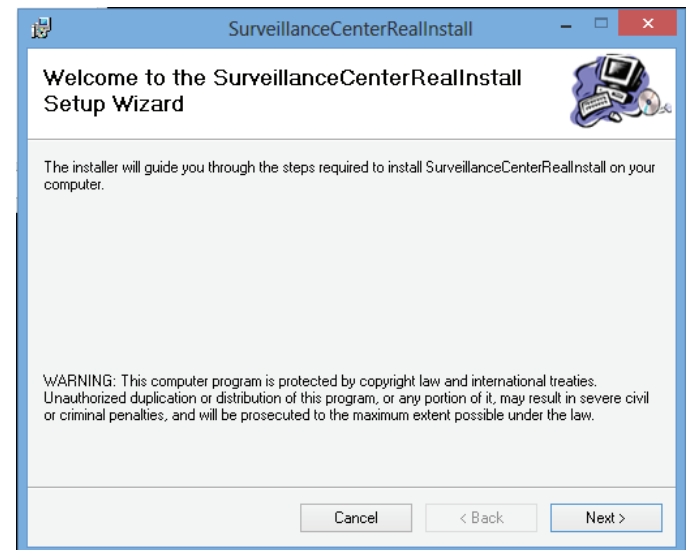 SurveillanceCenterRealInstall
Welcome to the SurveillanceCenterRealInstall
Setup Wizard
The installer will guide you through the steps required to install SurveillanceCenterRealInstall on your
computer.
WARNING: This computer program is protected by copyright law and international treaties.
Unauthorized duplication or distribution of this program, or any portion of it, may result in severe civil
or criminal penalties, and will be prosecuted to the maximum extent possible under the law.
Cancel < Back Next >